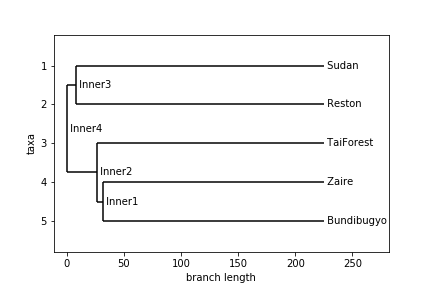 1
Sudan
Inner3
2
Reston
Inner4
3
TaiForest
taxa
Inner2
4
Zaire
Inner1
5
Bundibugyo
0 50 100 150 200 250
branch length